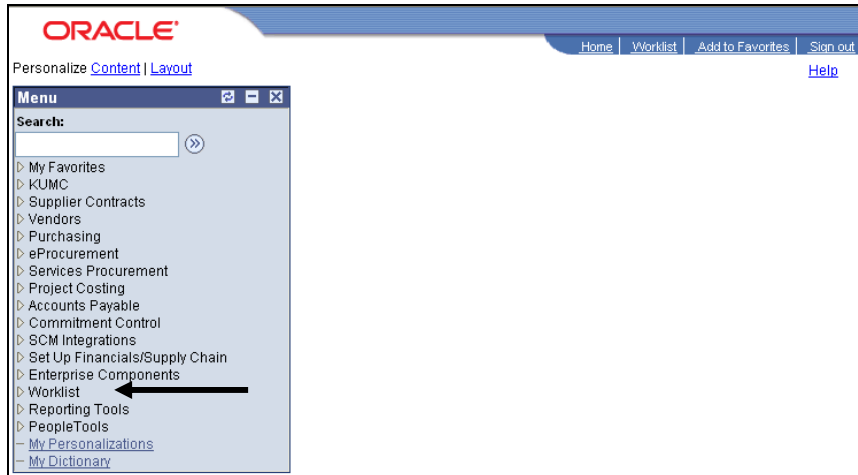 ORACLE®
Home | Worklist | Add to Favorites | Sign out
Personalize Content | Layout
Help
Menu
Search:
My Favorites
KUMC
Supplier Contracts
Vendors
Purchasing
eProcurement
Services Procurement
Project Costing
Accounts Payable
Commitment Control
SCM Integrations
Set Up Financials/Supply Chain
Enterprise Components
Worklist
Reporting Tools
PeopleTools
My Personalizations
My Dictionary